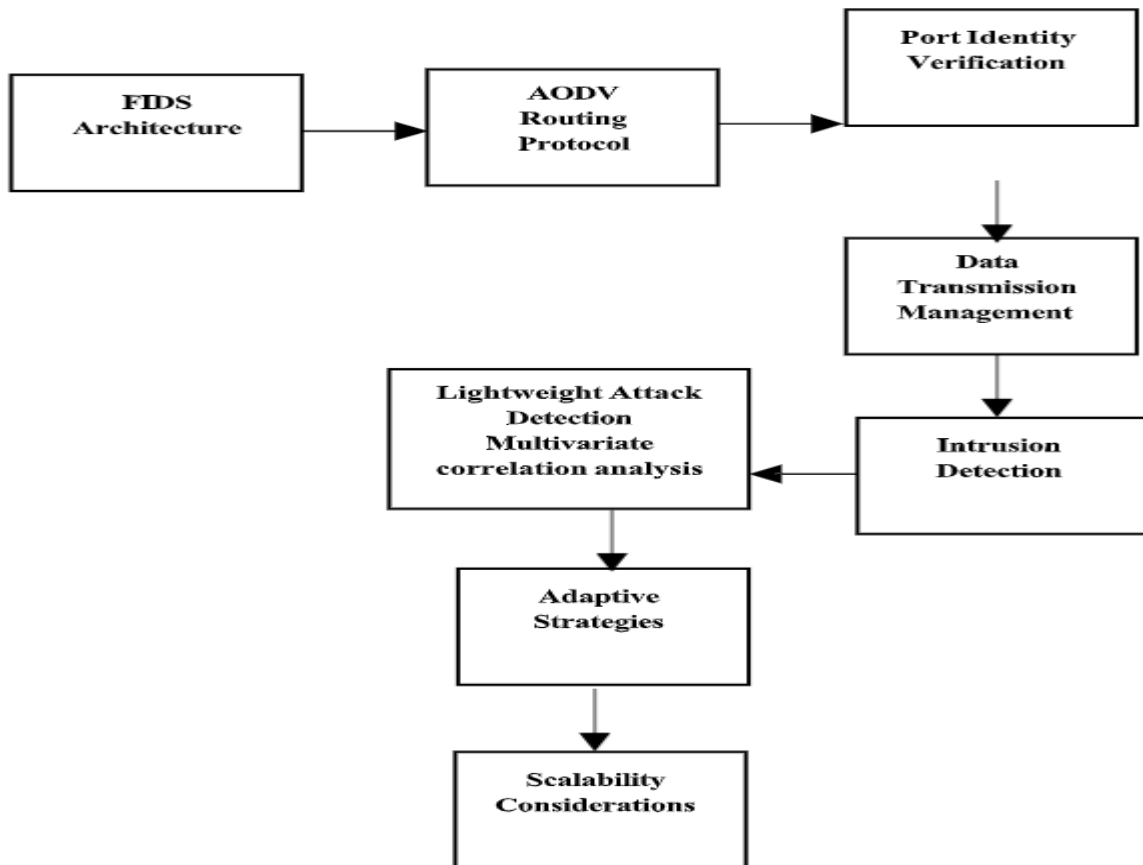 FIDS
Architecture
AODV
Routing
Protocol
Port Identity
Verification
Data
Transmission
Management
Intrusion
Detection
Lightweight Attack
Detection
Multivariate
correlation analysis
Adaptive
Strategies
Scalability
Considerations